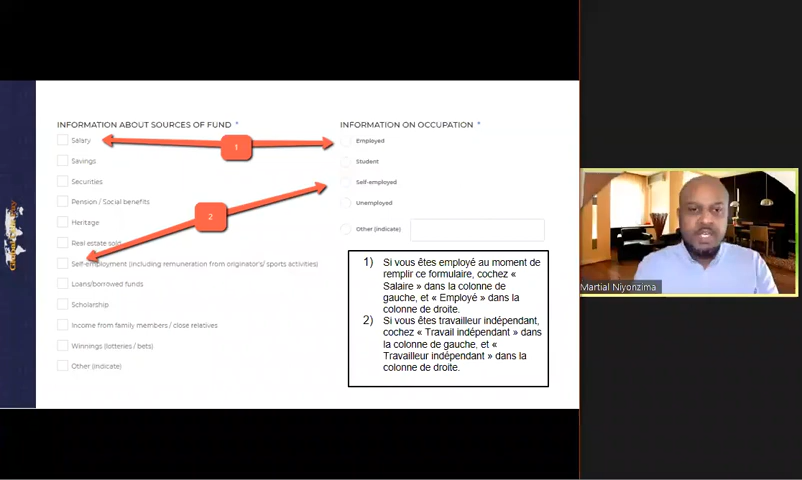 INFORMATION ABOUT SOURCES OF FUND *
Salary
Savings
Securities
Pension / Social benefits
Heritage
Real estate sold
Self-employment (including remuneration from originator's/ sports activities)
Loans/borrowed funds
Scholarship
Income from family members / close relatives
Winnings (lotteries / bets)
Other (indicate)
1
2
INFORMATION ON OCCUPATION *
Employed
Student
Self-employed
Unemployed
Other (indicate)
1) Si vous êtes employé au moment de
remplir ce formulaire, cochez «
Salaire » dans la colonne de
gauche, et « Employé » dans la
colonne de droite.
2) Si vous êtes travailleur indépendant,
cochez « Travail indépendant » dans
la colonne de gauche, et «
Travailleur indépendant » dans la
colonne de droite.
Martial Niyonzima